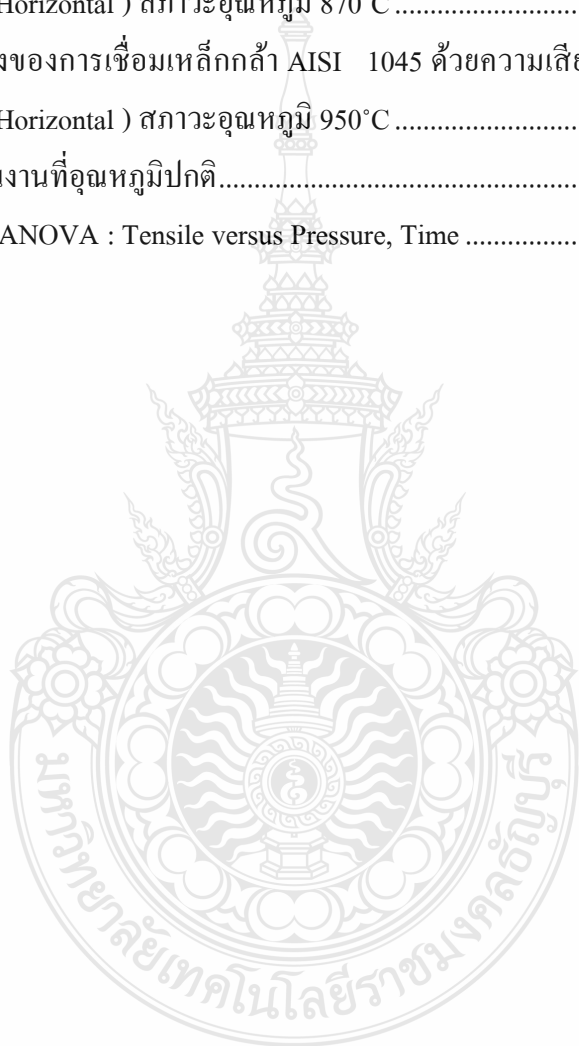 Horizontal ) สภาวะอุณหภูมิ 870˚C ............................
งของการเชื่อมเหล็กกล้า AISI 1045 ด้วยความเสีย
Horizontal ) สภาวะอุณหภูมิ 950˚C ............................
งานที่อุณหภูมิปกติ............................................................
ANOVA : Tensile versus Pressure, Time .................
มหาวิทยาลัยเทคโนโลยีราชมงคลธัญบุรี